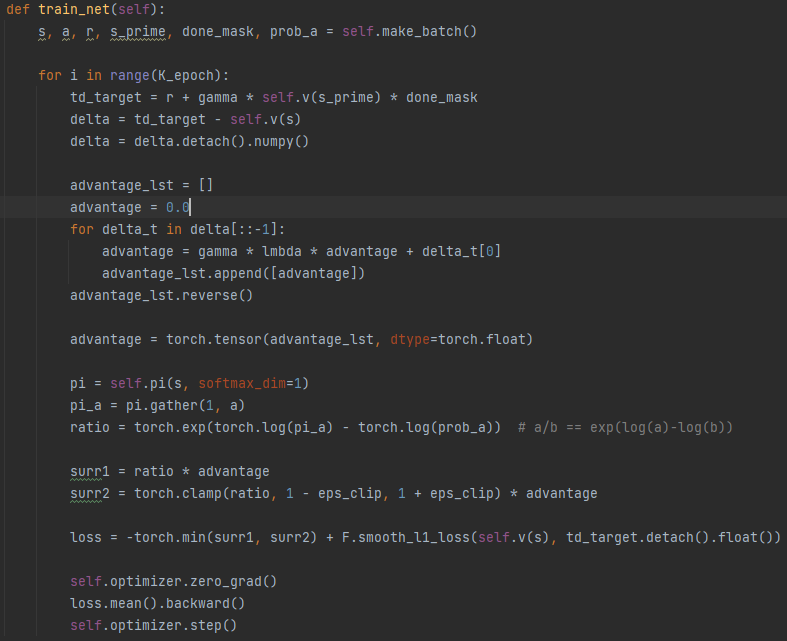 def train_net(self):
    s, a, r, s_prime, done_mask, prob_a = self.make_batch()

    for i in range(K_epoch):
        td_target = r + gamma * self.v(s_prime) * done_mask
        delta = td_target - self.v(s)
        delta = delta.detach().numpy()

        advantage_lst = []
        advantage = 0.0
        for delta_t in delta[::-1]:
            advantage = gamma * lmbda * advantage + delta_t[0]
            advantage_lst.append([advantage])
        advantage_lst.reverse()

        advantage = torch.tensor(advantage_lst, dtype=torch.float)

        pi = self.pi(s, softmax_dim=1)
        pi_a = pi.gather(1, a)
        ratio = torch.exp(torch.log(pi_a) - torch.log(prob_a))  # a/b == exp(log(a)-log(b))

        surr1 = ratio * advantage
        surr2 = torch.clamp(ratio, 1 - eps_clip, 1 + eps_clip) * advantage

        loss = -torch.min(surr1, surr2) + F.smooth_l1_loss(self.v(s), td_target.detach().float())

        self.optimizer.zero_grad()
        loss.mean().backward()
        self.optimizer.step()